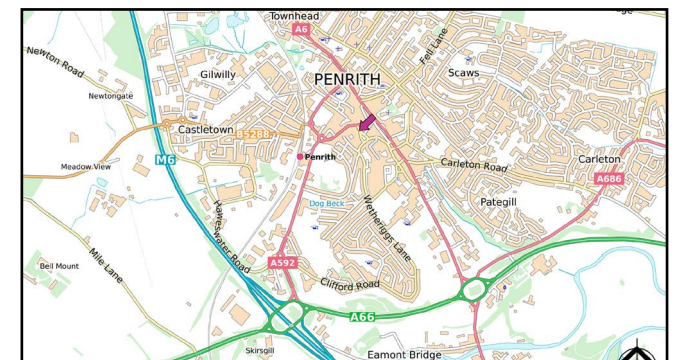 Townhead
A6
Fell Lane
Newton Road
Gilwilly
PENRITH
Scaws
Newtongate
Castletown
B5288
M6
Penrith
Carleton Road
Carleton
Meadow View
A686
Dog Beck
Wetheriggs Lane
Pategill
Haweswater Road
Mile Lane
Bell Mount
A592
Clifford Road
A66
Skirsgill
Eamont Bridge